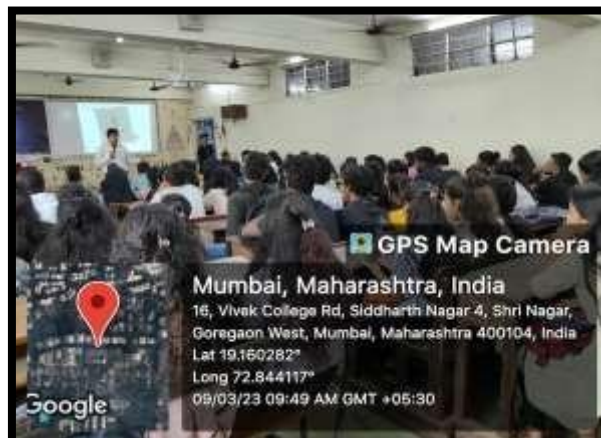 GPS Map Camera
Mumbai, Maharashtra, India
16, Vivek College Rd, Siddharth Nagar 4, Shri Nagar,
Goregaon West, Mumbai, Maharashtra 400104, India
Lat 19.160282°
Long 72.844117°
09/03/23 09:49 AM GMT +05:30
Google